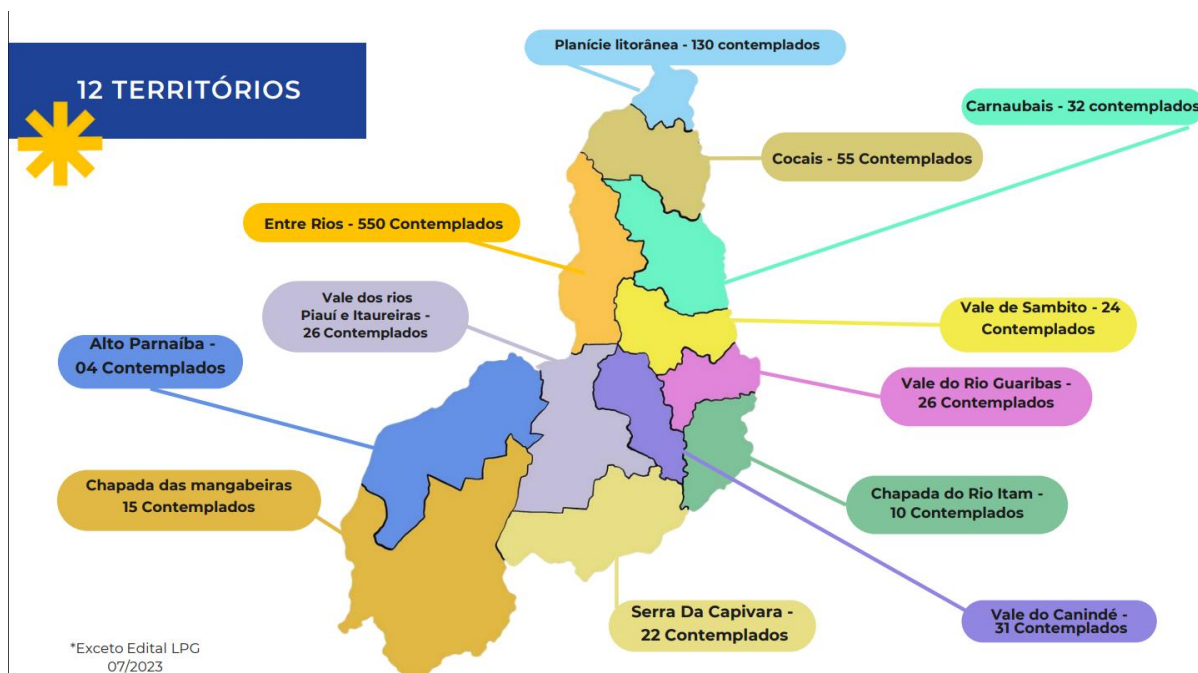 12 TERRITÓRIOS
Planície litorânea - 130 contemplados
Carnaubais - 32 contemplados
Cocais - 55 Contemplados
Entre Rios - 550 Contemplados
Vale dos rios
Piauí e Itaureiras -
26 Contemplados
Vale de Sambito - 24
Contemplados
Alto Parnaíba -
04 Contemplados
Vale do Rio Guaribas -
26 Contemplados
Chapada das mangabeiras
15 Contemplados
Chapada do Rio Itam -
10 Contemplados
Serra Da Capivara -
22 Contemplados
Vale do Canindé -
31 Contemplados
*Exceto Edital LPG
07/2023